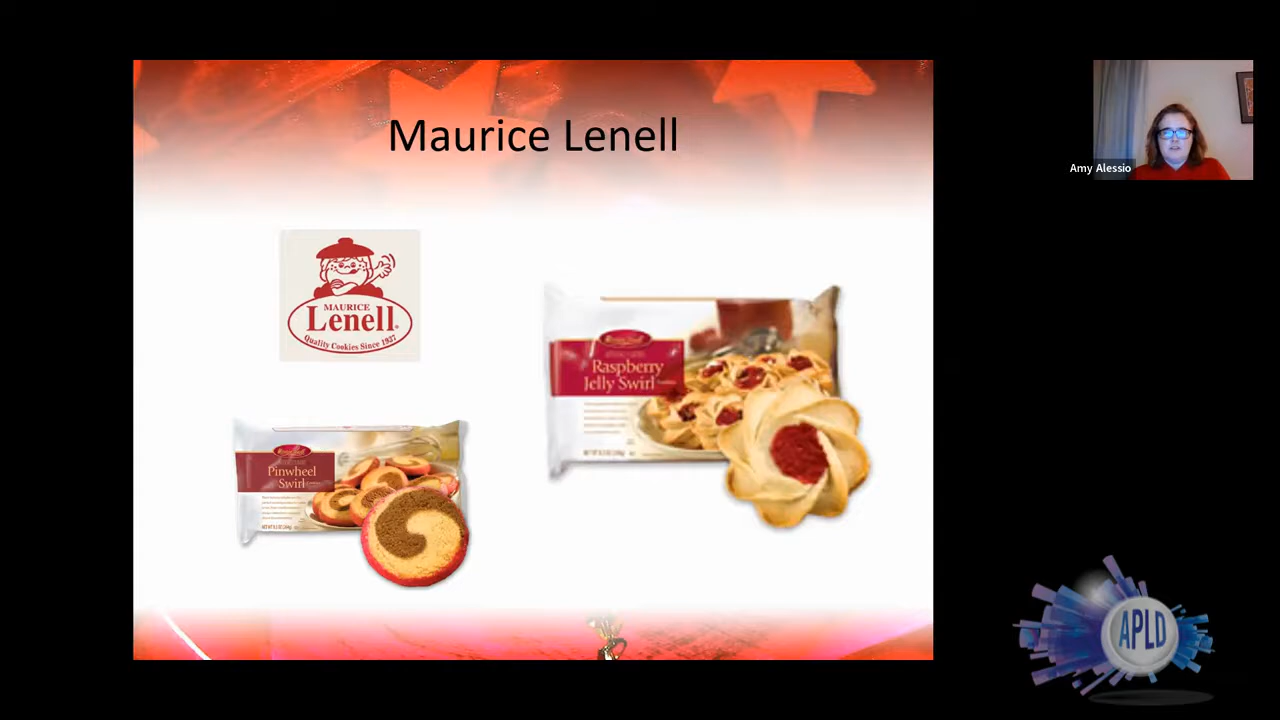 Maurice Lenell
MAURICE
Lenell
Quality Cookies Since 1937
Raspberry
Jelly Swirl
Pinwheel
Swirl
Amy Alessio
APLD